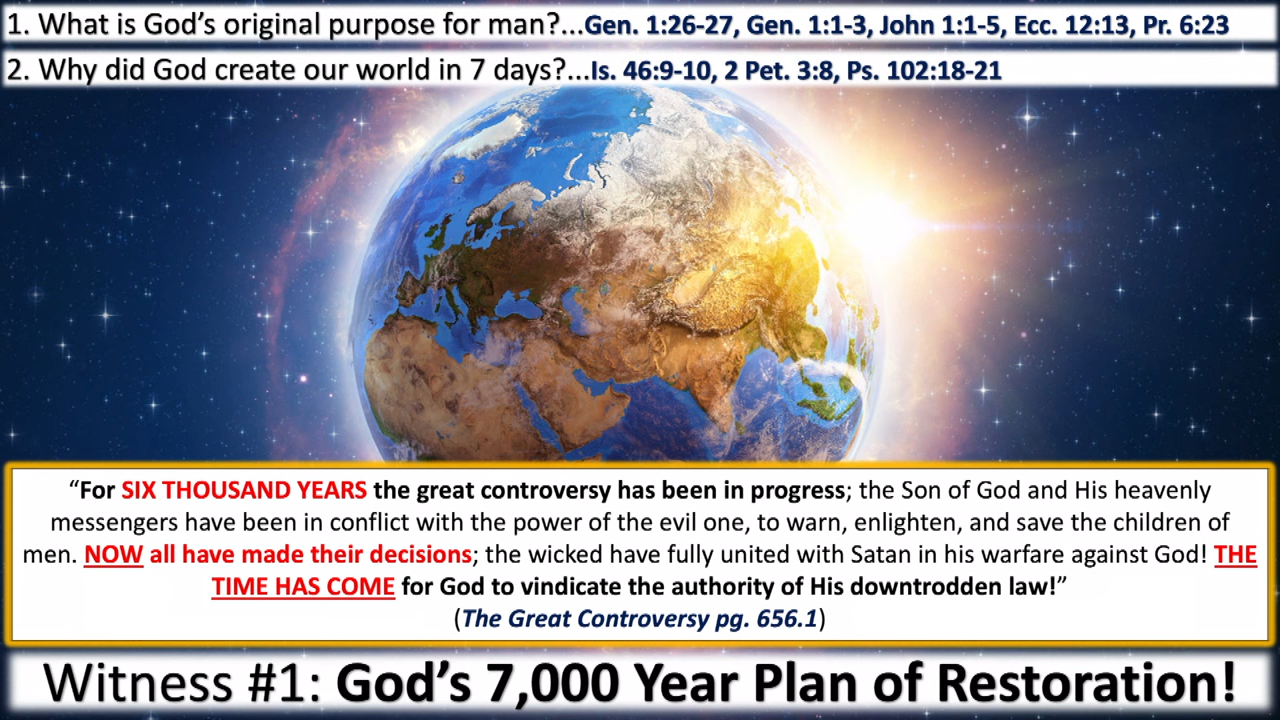 1. What is God’s original purpose for man?...Gen. 1:26-27, Gen. 1:1-3, John 1:1-5, Ecc. 12:13, Pr. 6:23
2. Why did God create our world in 7 days?...Is. 46:9-10, 2 Pet. 3:8, Ps. 102:18-21
“For SIX THOUSAND YEARS the great controversy has been in progress; the Son of God and His heavenly
messengers have been in conflict with the power of the evil one, to warn, enlighten, and save the children of
men. NOW all have made their decisions; the wicked have fully united with Satan in his warfare against God! THE
TIME HAS COME for God to vindicate the authority of His downtrodden law!”
(The Great Controversy pg. 656.1)
Witness #1: God’s 7,000 Year Plan of Restoration!